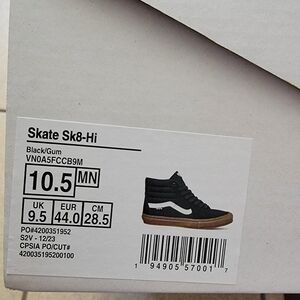 Skate Sk8-Hi
Black/Gum
VN0A5FCCB9M
10.5 MN
UK EUR CM
9.5 44.0 28.5
PO#4200351952
S2V - 12/23
CPSIA PO/CUT#
420035195200100
1 94905 57001 7